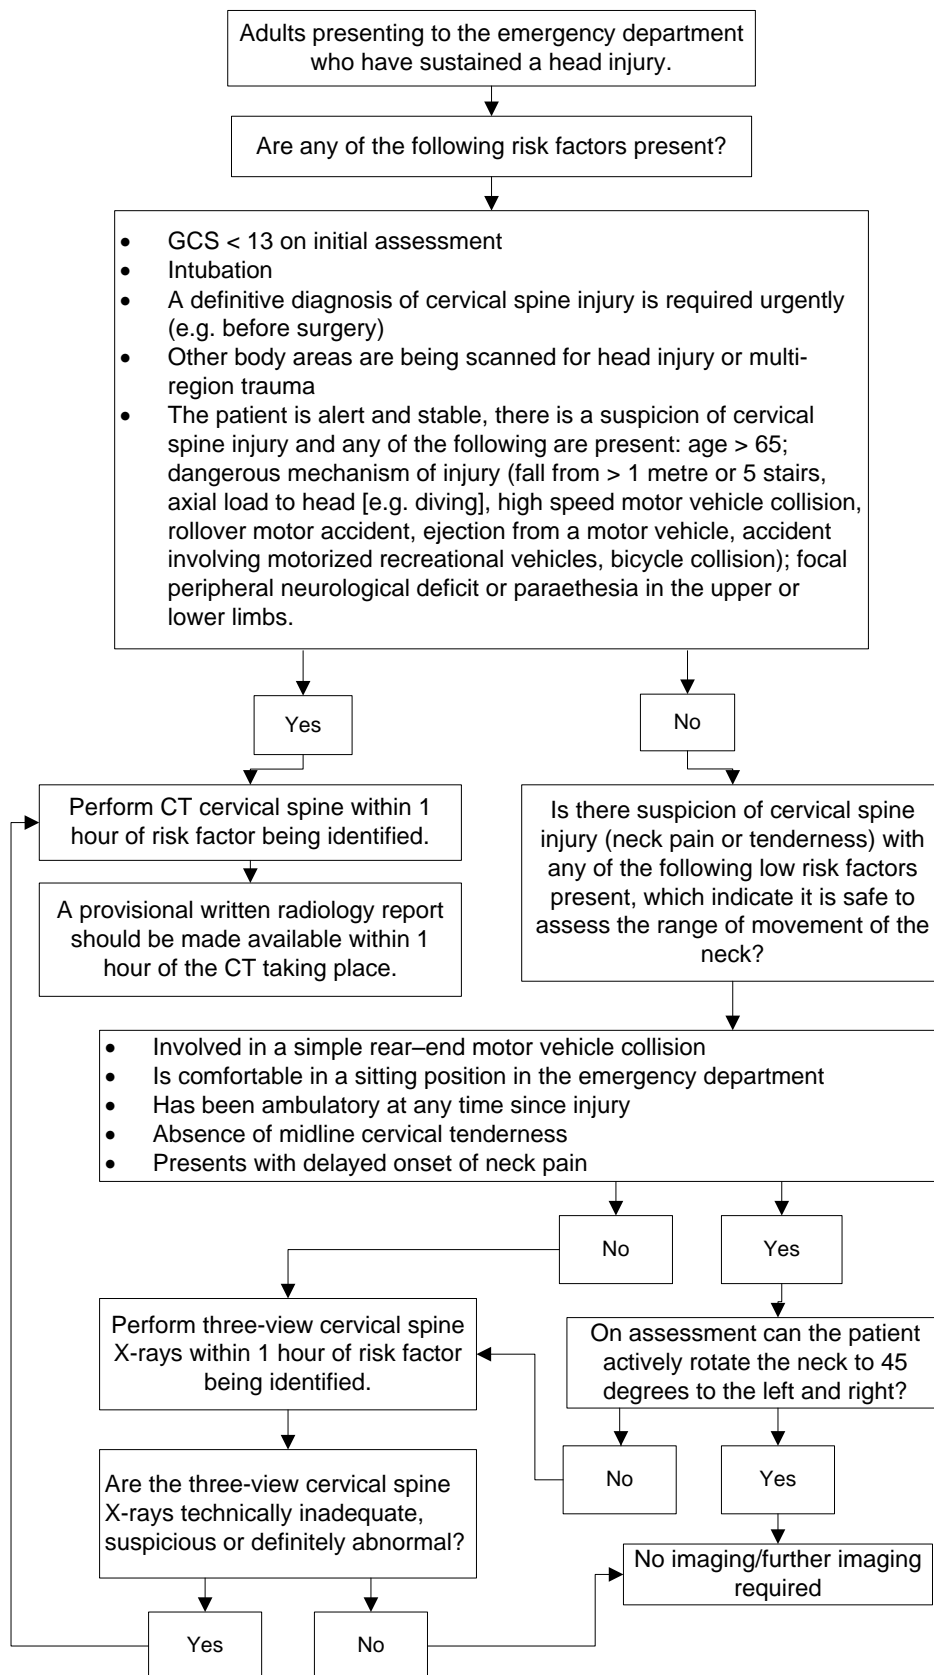 Adults presenting to the emergency department
who have sustained a head injury.
Are any of the following risk factors present?
• GCS < 13 on initial assessment
• Intubation
• A definitive diagnosis of cervical spine injury is required urgently
(e.g. before surgery)
• Other body areas are being scanned for head injury or multi-
region trauma
• The patient is alert and stable, there is a suspicion of cervical
spine injury and any of the following are present: age > 65;
dangerous mechanism of injury (fall from > 1 metre or 5 stairs,
axial load to head [e.g. diving], high speed motor vehicle collision,
rollover motor accident, ejection from a motor vehicle, accident
involving motorized recreational vehicles, bicycle collision); focal
peripheral neurological deficit or paraethesia in the upper or
lower limbs.
Yes
No
Perform CT cervical spine within 1
hour of risk factor being identified.
A provisional written radiology report
should be made available within 1
hour of the CT taking place.
Is there suspicion of cervical spine
injury (neck pain or tenderness) with
any of the following low risk factors
present, which indicate it is safe to
assess the range of movement of the
neck?
• Involved in a simple rear–end motor vehicle collision
• Is comfortable in a sitting position in the emergency department
• Has been ambulatory at any time since injury
• Absence of midline cervical tenderness
• Presents with delayed onset of neck pain
No
Yes
Perform three-view cervical spine
X-rays within 1 hour of risk factor
being identified.
On assessment can the patient
actively rotate the neck to 45
degrees to the left and right?
No
Yes
Are the three-view cervical spine
X-rays technically inadequate,
suspicious or definitely abnormal?
No imaging/further imaging
required
Yes
No